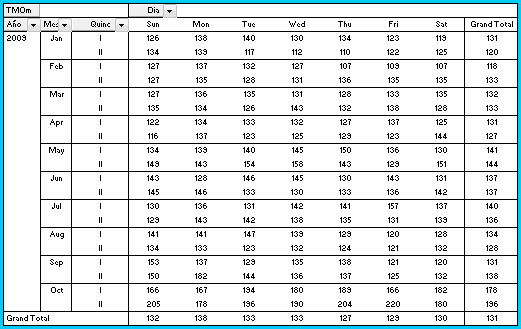 TMOm Dia
Año Mes Quinc Sun Mon Tue Wed Thu Fri Sat Grand Total
2009 Jan I 126 138 140 130 134 123 119 131
II 134 139 117 112 110 122 125 120
Feb I 127 137 132 127 107 109 107 118
II 127 135 128 131 136 135 135 133
Mar I 127 136 135 131 128 133 135 132
II 135 134 126 143 132 138 128 133
Apr I 122 134 133 132 127 137 125 131
II 116 137 123 125 129 123 144 127
May I 134 139 140 145 150 136 130 141
II 149 143 154 158 143 129 151 144
Jun I 143 128 146 145 130 143 131 137
II 145 146 133 130 133 136 142 137
Jul I 130 136 131 142 141 157 137 140
II 129 143 142 138 135 131 139 136
Aug I 141 141 147 139 129 120 128 134
II 134 133 123 132 124 121 132 128
Sep I 153 137 129 135 138 121 120 131
II 150 182 144 136 137 125 132 138
Oct I 166 167 194 180 189 166 182 178
II 205 178 196 190 204 220 180 196
Grand Total 132 138 133 133 127 129 130 131